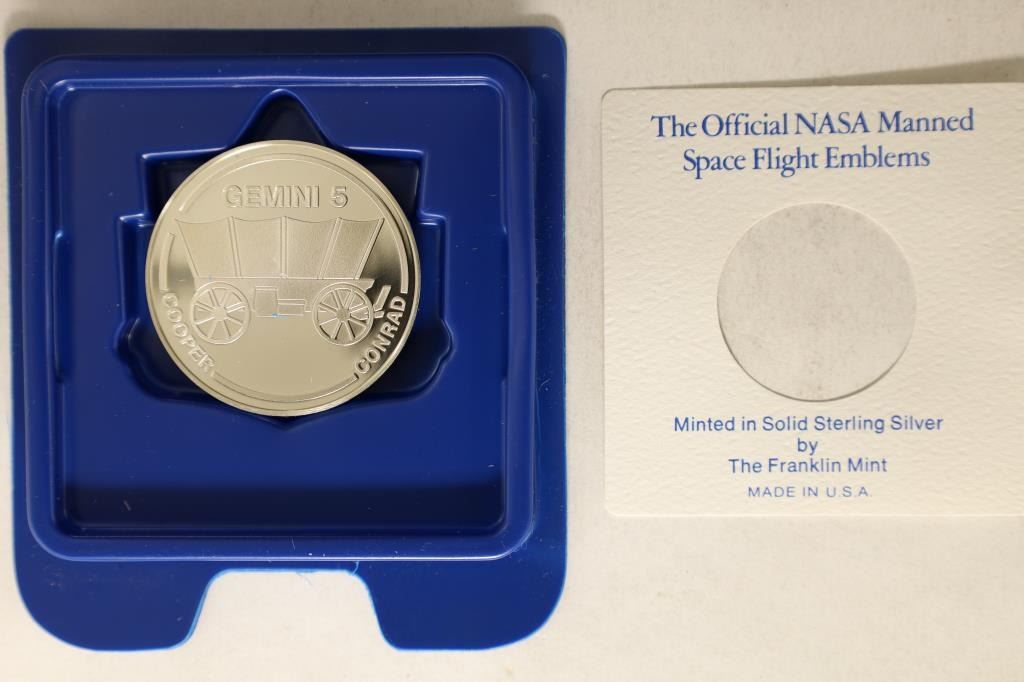 GEMINI 5
COOPER
CONRAD
The Official NASA Manned
Space Flight Emblems
Minted in Solid Sterling Silver
by
The Franklin Mint
MADE IN U.S.A.